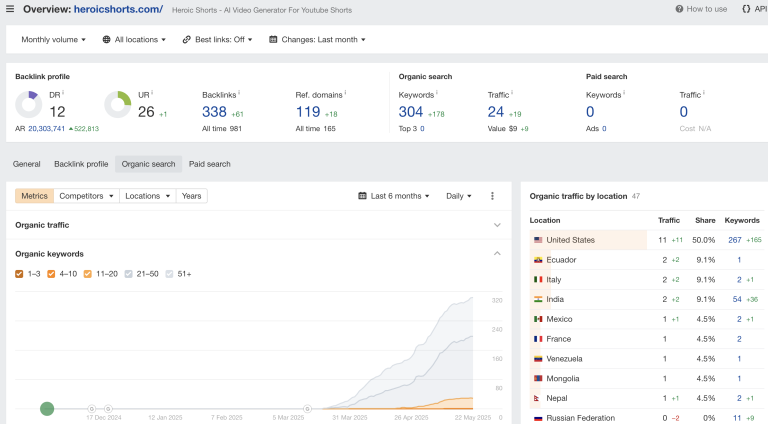 Overview: heroicshorts.com/ Heroic Shorts - AI Video Generator For Youtube Shorts How to use API
Monthly volume All locations Best links: Off Changes: Last month
Backlink profile Organic search Paid search
DR UR Backlinks Ref. domains Keywords Traffic Keywords Traffic
12 26 +1 338 +61 119 +18 304 +178 24 +19 0 0
AR 20,303,741 522,813 All time 981 All time 165 Top 3 0 Value $9 +9 Ads 0 Cost N/A
General Backlink profile Organic search Paid search
Metrics Competitors Locations Years Last 6 months Daily
Organic traffic
Organic keywords
1–3 4–10 11–20 21–50 51+
320
240
160
80
0
G G G
17 Dec 2024 12 Jan 2025 7 Feb 2025 5 Mar 2025 31 Mar 2025 26 Apr 2025 22 May 2025
Organic traffic by location 47
Location Traffic Share Keywords
United States 11 +11 50.0% 267 +165
Ecuador 2 +2 9.1% 1
Italy 2 +2 9.1% 2 +1
India 2 +2 9.1% 54 +36
Mexico 1 +1 4.5% 2 +1
France 1 4.5% 2
Venezuela 1 4.5% 1
Mongolia 1 4.5% 1
Nepal 1 +1 4.5% 2 +1
Russian Federation 0 −2 0% 11 +9